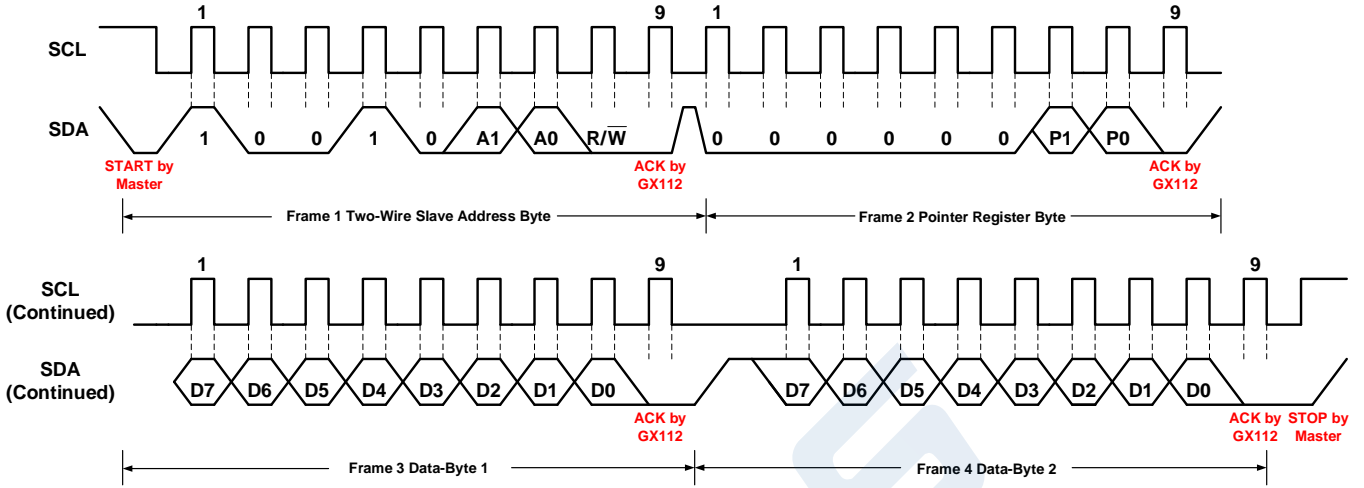 1 9 1 9
SCL
SDA
1 0 0 1 0 A1 A0 R/W̅ 0 0 0 0 0 0 P1 P0
START by
Master
ACK by
GX112
ACK by
GX112
Frame 1 Two-Wire Slave Address Byte
Frame 2 Pointer Register Byte
1 9 1 9
SCL
(Continued)
SDA
(Continued)
D7 D6 D5 D4 D3 D2 D1 D0 D7 D6 D5 D4 D3 D2 D1 D0
ACK by
GX112
ACK by
GX112
STOP by
Master
Frame 3 Data-Byte 1
Frame 4 Data-Byte 2